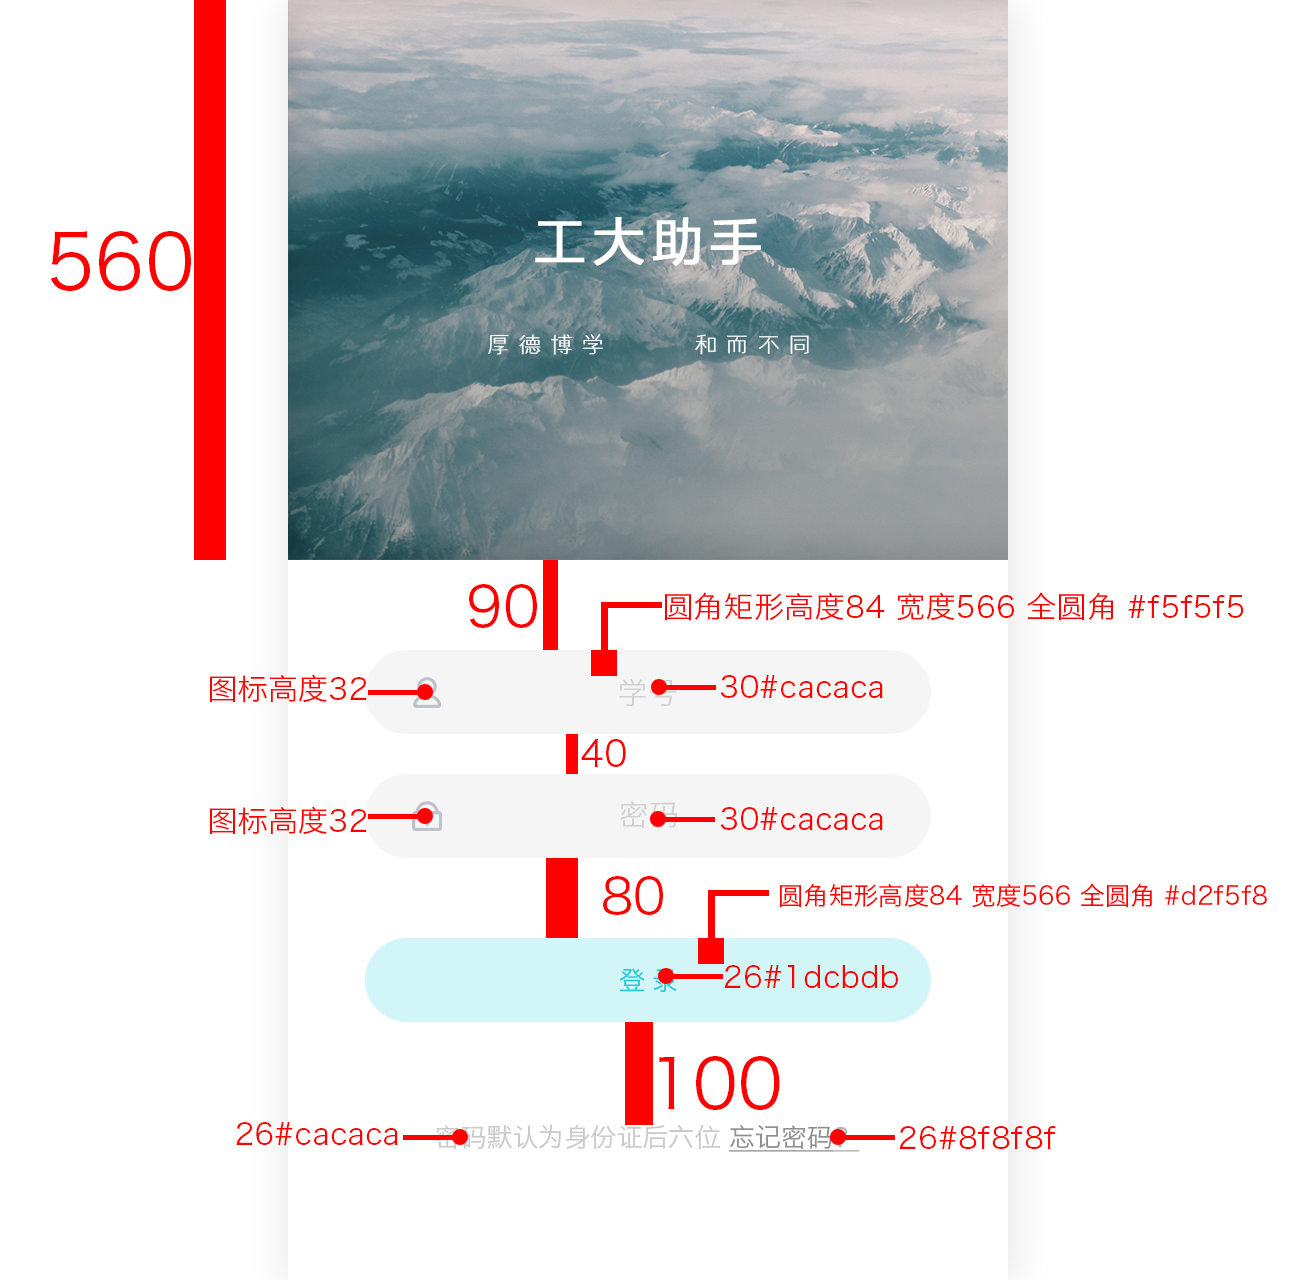 560
工大助手
厚德博学 和而不同
90
圆角矩形高度84 宽度566 全圆角 #f5f5f5
图标高度32
学号
30#cacaca
40
图标高度32
密码
30#cacaca
80
圆角矩形高度84 宽度566 全圆角 #d2f5f8
登录
26#1dcbdb
100
26#cacaca
密码默认为身份证后六位 忘记密码?
26#8f8f8f